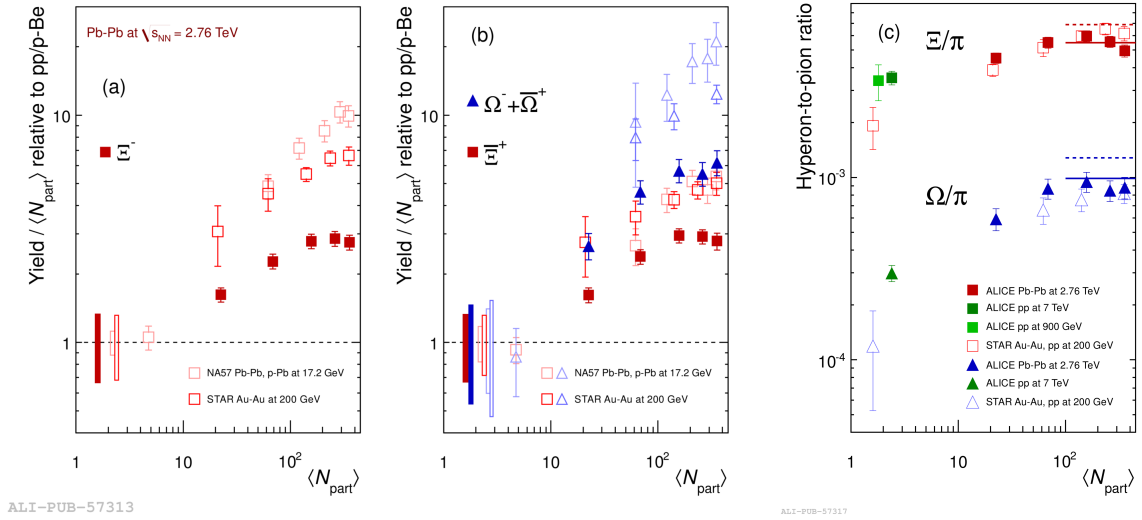 Yield / ⟨N_part⟩ relative to pp/p-Be
Pb-Pb at √s_NN = 2.76 TeV
(a)
Ξ⁻
NA57 Pb-Pb, p-Pb at 17.2 GeV
STAR Au-Au at 200 GeV
10
1
1
10
10²
⟨N_part⟩
Yield / ⟨N_part⟩ relative to pp/p-Be
(b)
Ω⁻+Ω̅⁺
Ξ̅⁺
NA57 Pb-Pb, p-Pb at 17.2 GeV
STAR Au-Au at 200 GeV
10
1
1
10
10²
⟨N_part⟩
Hyperon-to-pion ratio
(c)
Ξ/π
Ω/π
10⁻³
10⁻⁴
ALICE Pb-Pb at 2.76 TeV
ALICE pp at 7 TeV
ALICE pp at 900 GeV
STAR Au-Au, pp at 200 GeV
ALICE Pb-Pb at 2.76 TeV
ALICE pp at 7 TeV
STAR Au-Au, pp at 200 GeV
1
10
10²
⟨N_part⟩
ALI-PUB-57313
ALI-PUB-57317